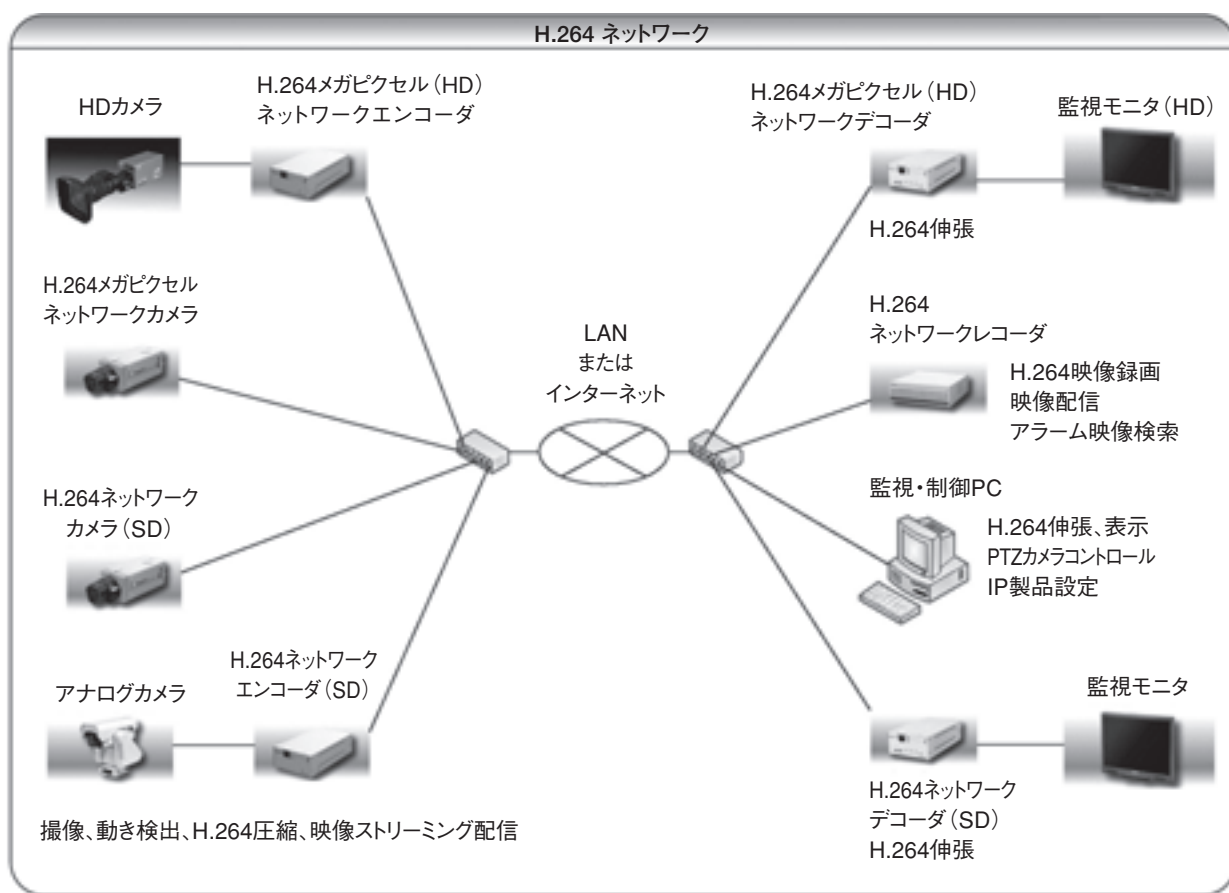 H.264 ネットワーク
HDカメラ
H.264メガピクセル（HD）
ネットワークエンコーダ
H.264メガピクセル
ネットワークカメラ
H.264ネットワーク
カメラ（SD）
アナログカメラ
H.264ネットワーク
エンコーダ（SD）
撮像、動き検出、H.264圧縮、映像ストリーミング配信
LAN
または
インターネット
H.264メガピクセル（HD）
ネットワークデコーダ
H.264伸張
監視モニタ（HD）
H.264
ネットワークレコーダ
H.264映像録画
映像配信
アラーム映像検索
監視・制御PC
H.264伸張、表示
PTZカメラコントロール
IP製品設定
監視モニタ
H.264ネットワーク
デコーダ（SD）
H.264伸張